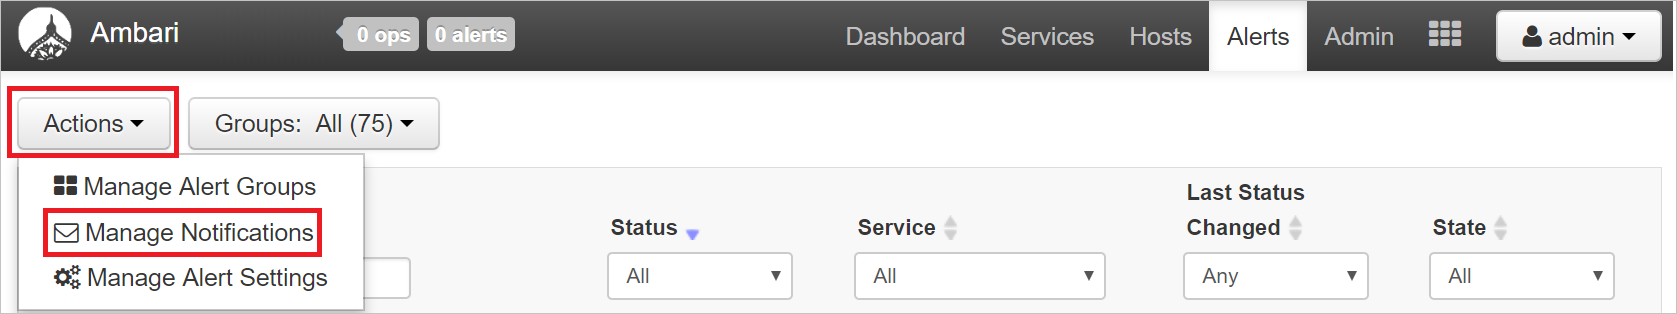 Ambari 0 ops 0 alerts Dashboard Services Hosts Alerts Admin admin
Actions Groups: All (75)
Manage Alert Groups
Manage Notifications
Manage Alert Settings
Status Service Last Status Changed State
All All Any All